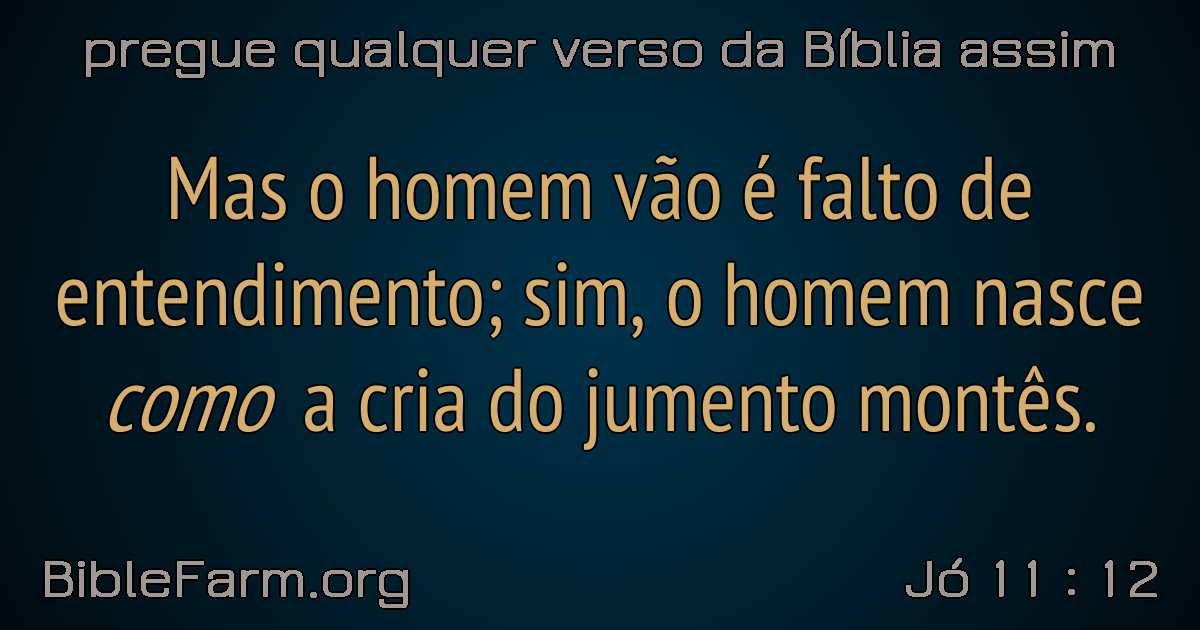 pregue qualquer verso da Bíblia assim
Mas o homem vão é falto de
entendimento; sim, o homem nasce
como a cria do jumento montês.
BibleFarm.org
Jó 11 : 12